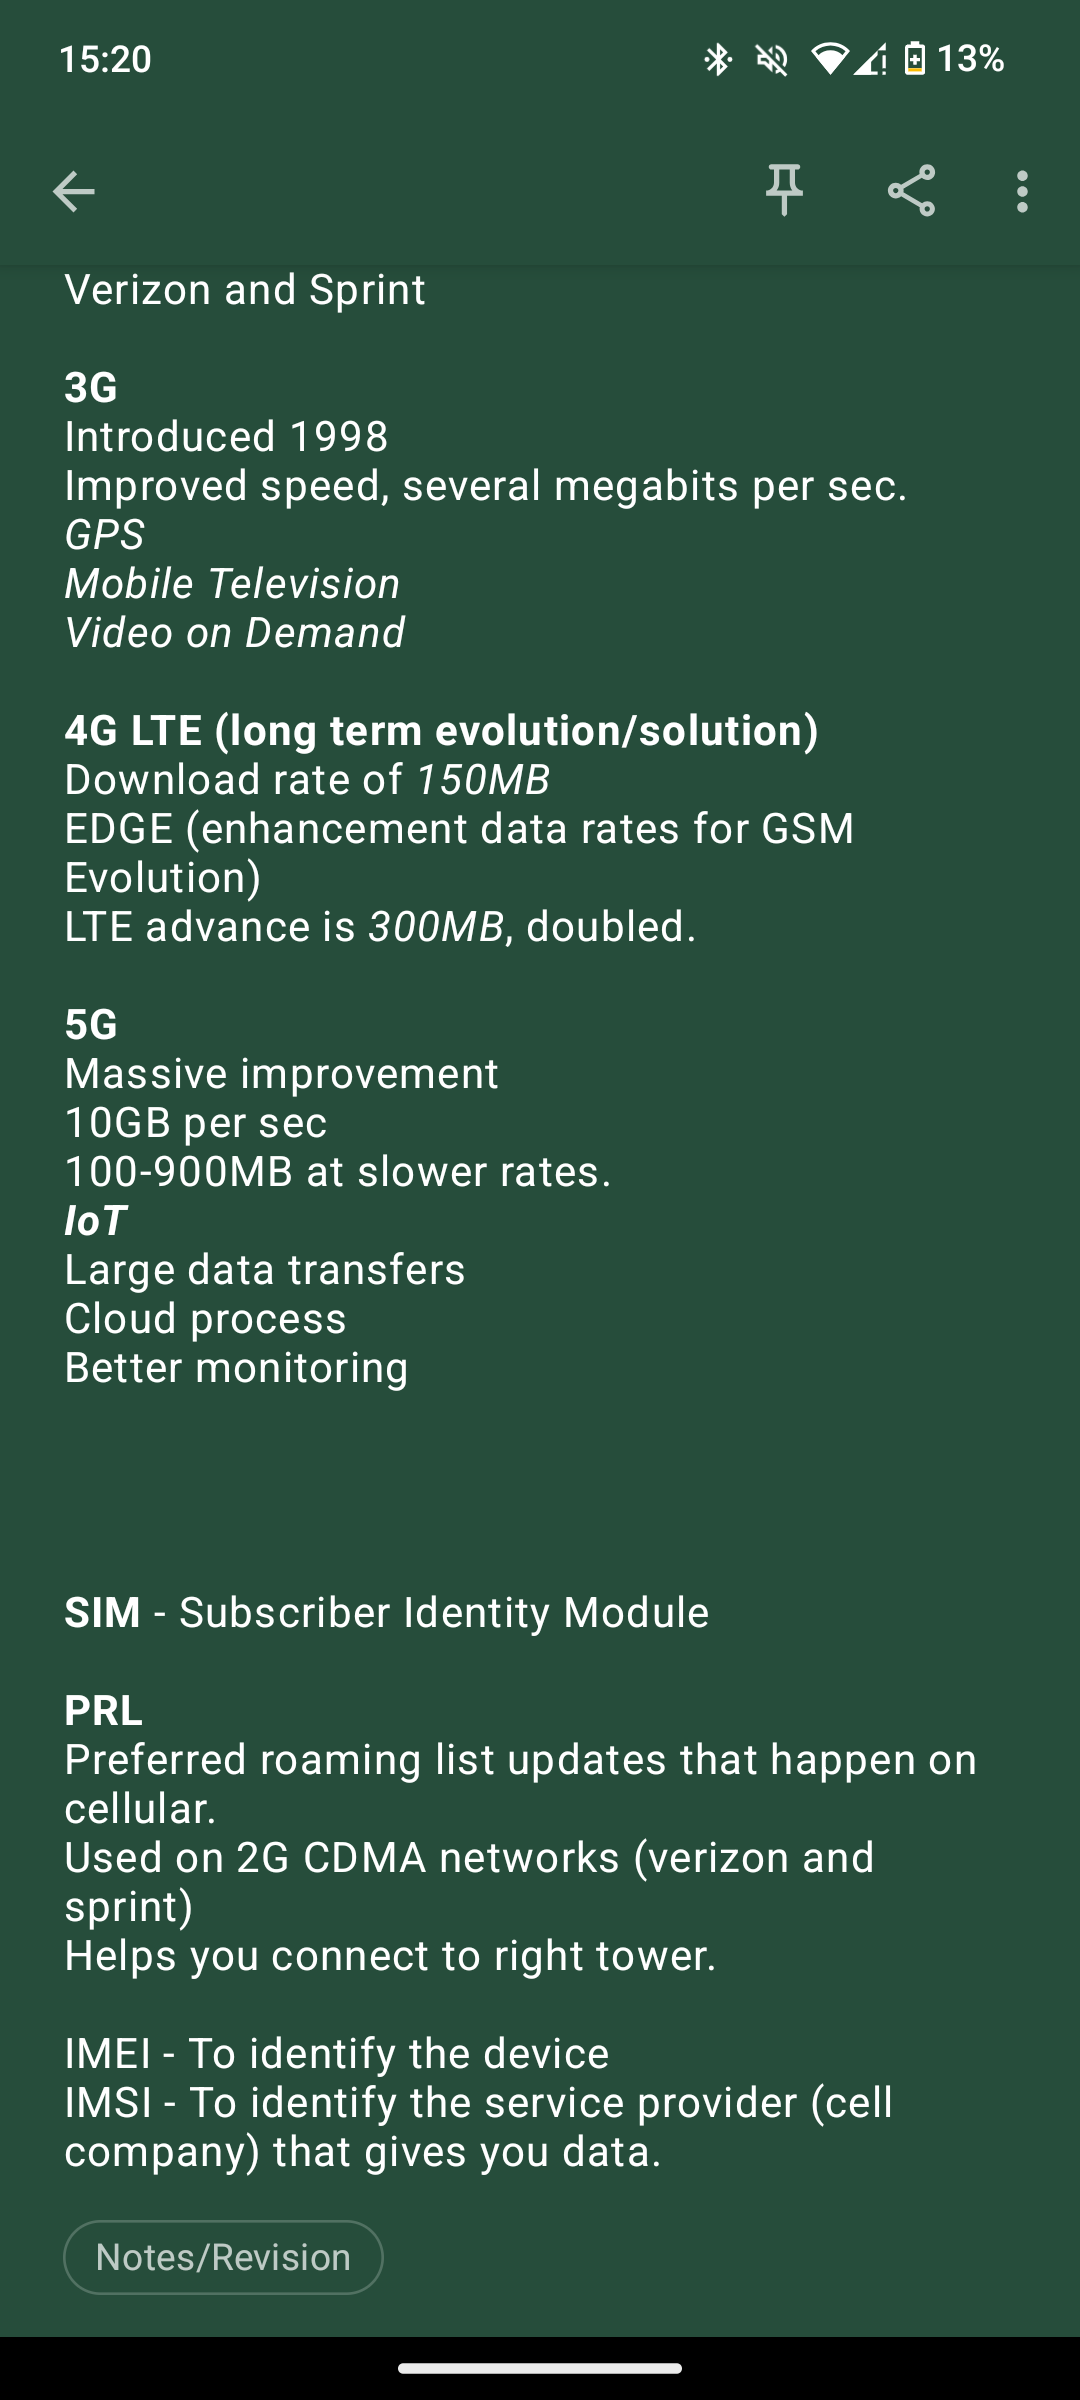 15:20
13%
Verizon and Sprint
3G
Introduced 1998
Improved speed, several megabits per sec.
GPS
Mobile Television
Video on Demand
4G LTE (long term evolution/solution)
Download rate of 150MB
EDGE (enhancement data rates for GSM
Evolution)
LTE advance is 300MB, doubled.
5G
Massive improvement
10GB per sec
100-900MB at slower rates.
IoT
Large data transfers
Cloud process
Better monitoring
SIM - Subscriber Identity Module
PRL
Preferred roaming list updates that happen on
cellular.
Used on 2G CDMA networks (verizon and
sprint)
Helps you connect to right tower.
IMEI - To identify the device
IMSI - To identify the service provider (cell
company) that gives you data.
Notes/Revision